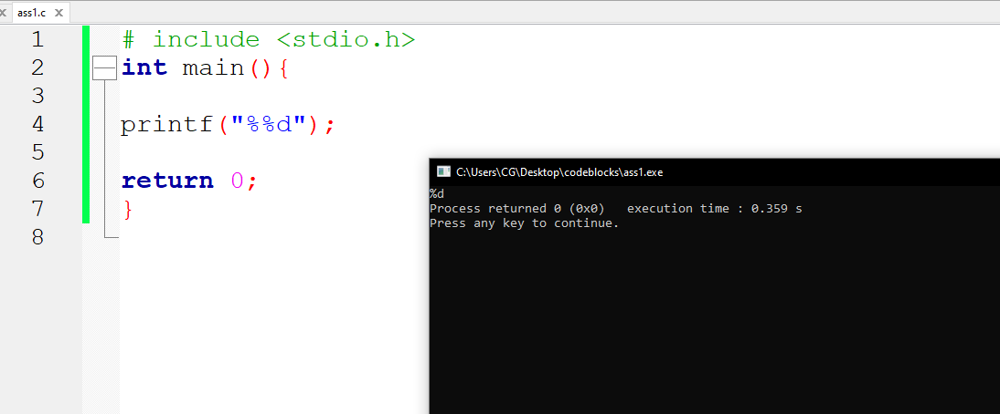 ass1.c
1 # include <stdio.h>
2 int main(){
3
4 printf("%%d");
5
6 return 0;
7 }
8
C:\Users\CG\Desktop\codeblocks\ass1.exe
%d
Process returned 0 (0x0)   execution time : 0.359 s
Press any key to continue.